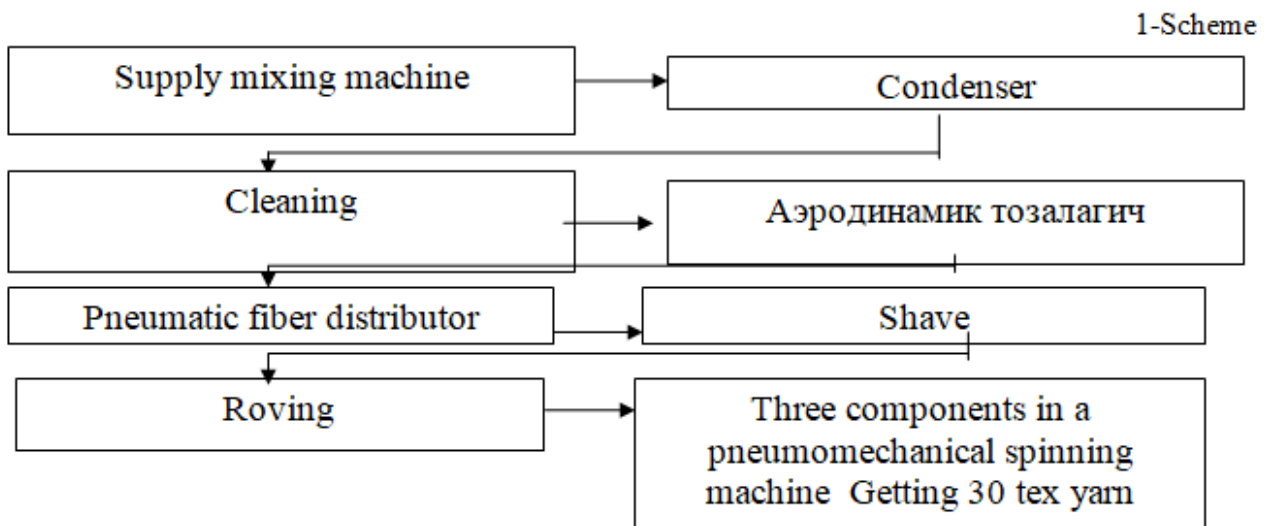 1-Scheme
Supply mixing machine
Condenser
Cleaning
Аэродинамик тозалагич
Pneumatic fiber distributor
Shave
Roving
Three components in a
pneumomechanical spinning
machine Getting 30 tex yarn